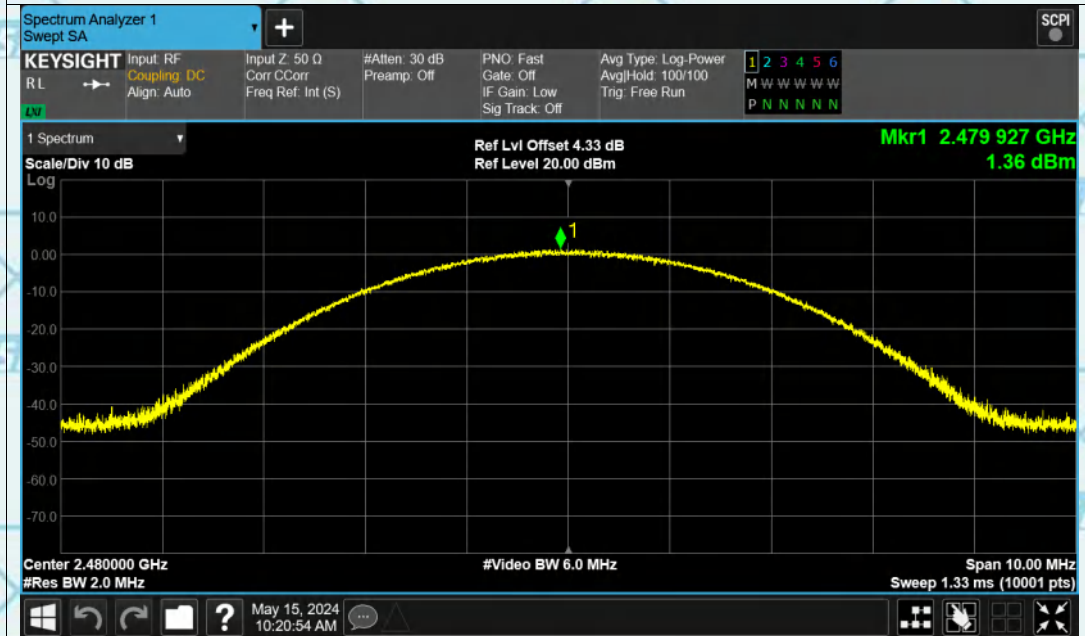 Spectrum Analyzer 1
Swept SA
+
SCPI
KEYSIGHT
RL
LXI
Input: RF
Coupling: DC
Align: Auto
Input Z: 50 Ω
Corr CCorr
Freq Ref: Int (S)
#Atten: 30 dB
Preamp: Off
PNO: Fast
Gate: Off
IF Gain: Low
Sig Track: Off
Avg Type: Log-Power
Avg|Hold: 100/100
Trig: Free Run
1 2 3 4 5 6
M W W W W W
P N N N N N
1 Spectrum
Scale/Div 10 dB
Log
Ref Lvl Offset 4.33 dB
Ref Level 20.00 dBm
Mkr1 2.479 927 GHz
1.36 dBm
10.0
0.00
-10.0
-20.0
-30.0
-40.0
-50.0
-60.0
-70.0
1
Center 2.480000 GHz
#Res BW 2.0 MHz
#Video BW 6.0 MHz
Span 10.00 MHz
Sweep 1.33 ms (10001 pts)
?
May 15, 2024
10:20:54 AM